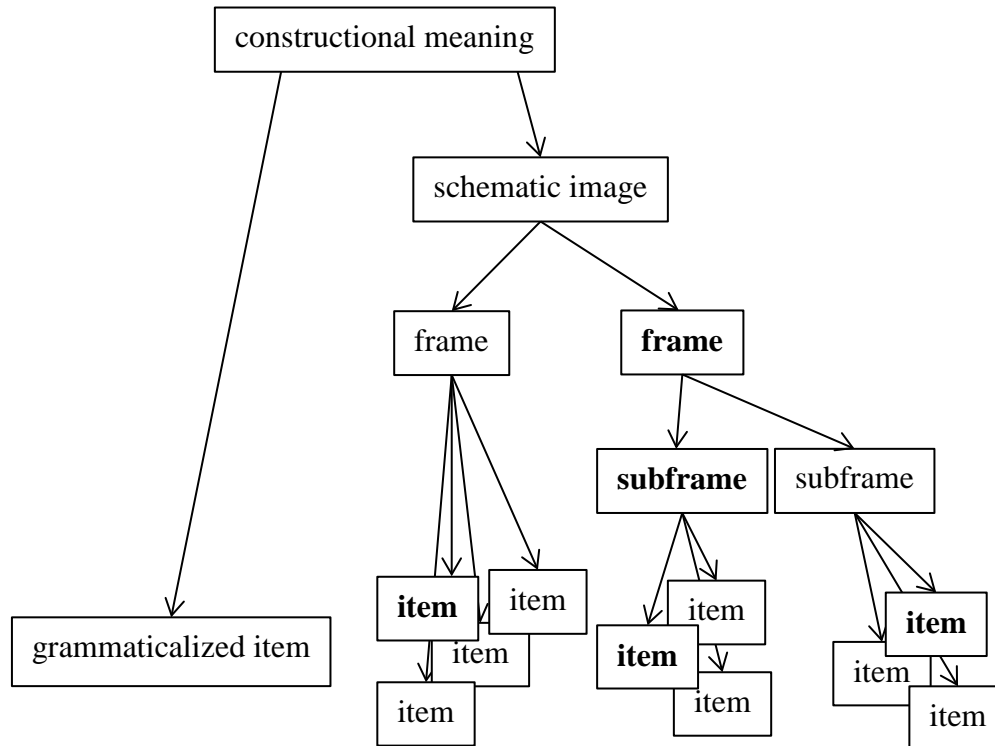 constructional meaning
schematic image
frame
frame
subframe
subframe
item
item
item
item
item
item
item
item
item
item
grammaticalized item